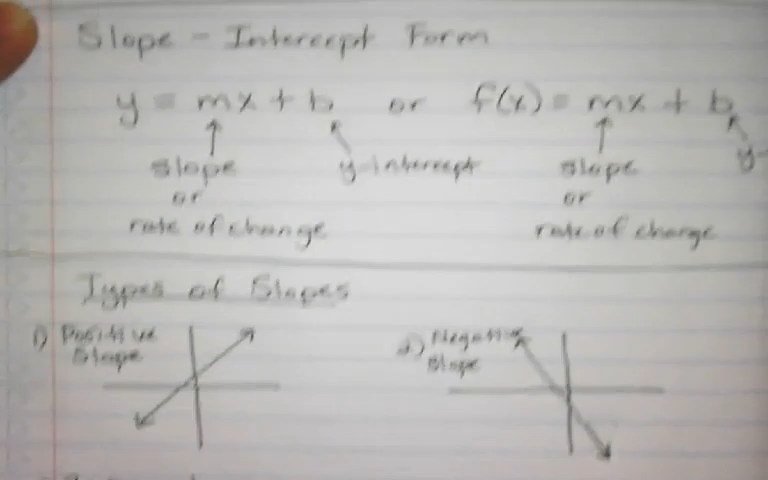 Slope - Intercept Form
y = mx + b or f(x) = mx + b
slope y-intercept slope y-
or or
rate of change rate of change
Types of Slopes
1) Positive Slope
2) Negative Slope